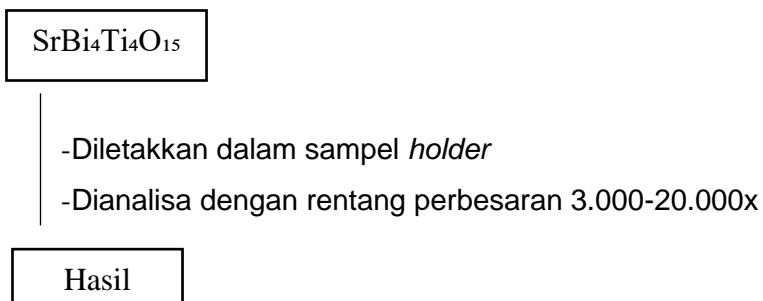 SrBi₄Ti₄O₁₅
-Diletakkan dalam sampel holder
-Dianalisa dengan rentang perbesaran 3.000-20.000x
Hasil